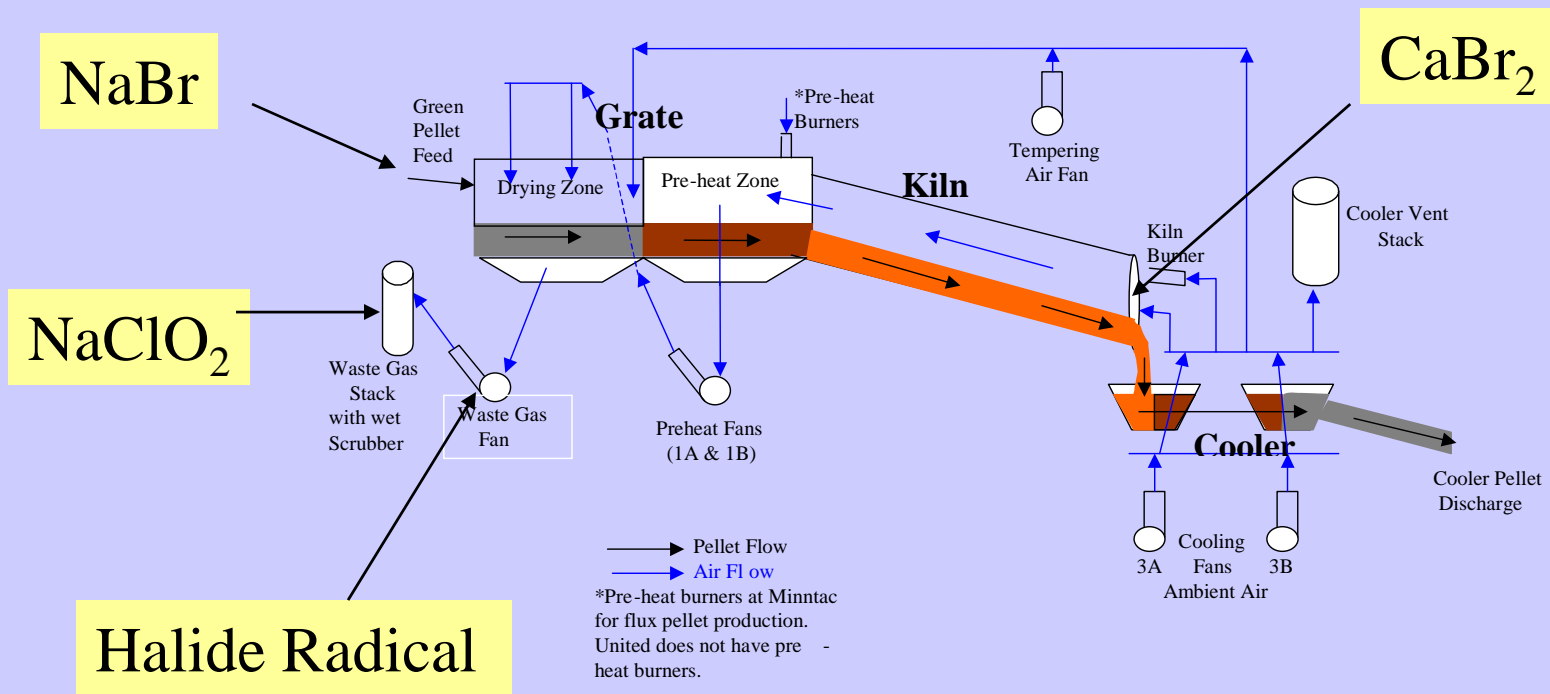 NaBr
CaBr₂
Green
Pellet
Feed
Grate
*Pre-heat
Burners
Tempering
Air Fan
Drying Zone
Pre-heat Zone
Kiln
Cooler Vent
Stack
Kiln
Burner
NaClO₂
Waste Gas
Stack
with wet
Scrubber
Waste Gas
Fan
Preheat Fans
(1A & 1B)
Cooler
Cooler Pellet
Discharge
3A
Cooling
Fans
Ambient Air
3B
Pellet Flow
Air Fl ow
*Pre-heat burners at Minntac
for flux pellet production.
United does not have pre -
heat burners.
Halide Radical